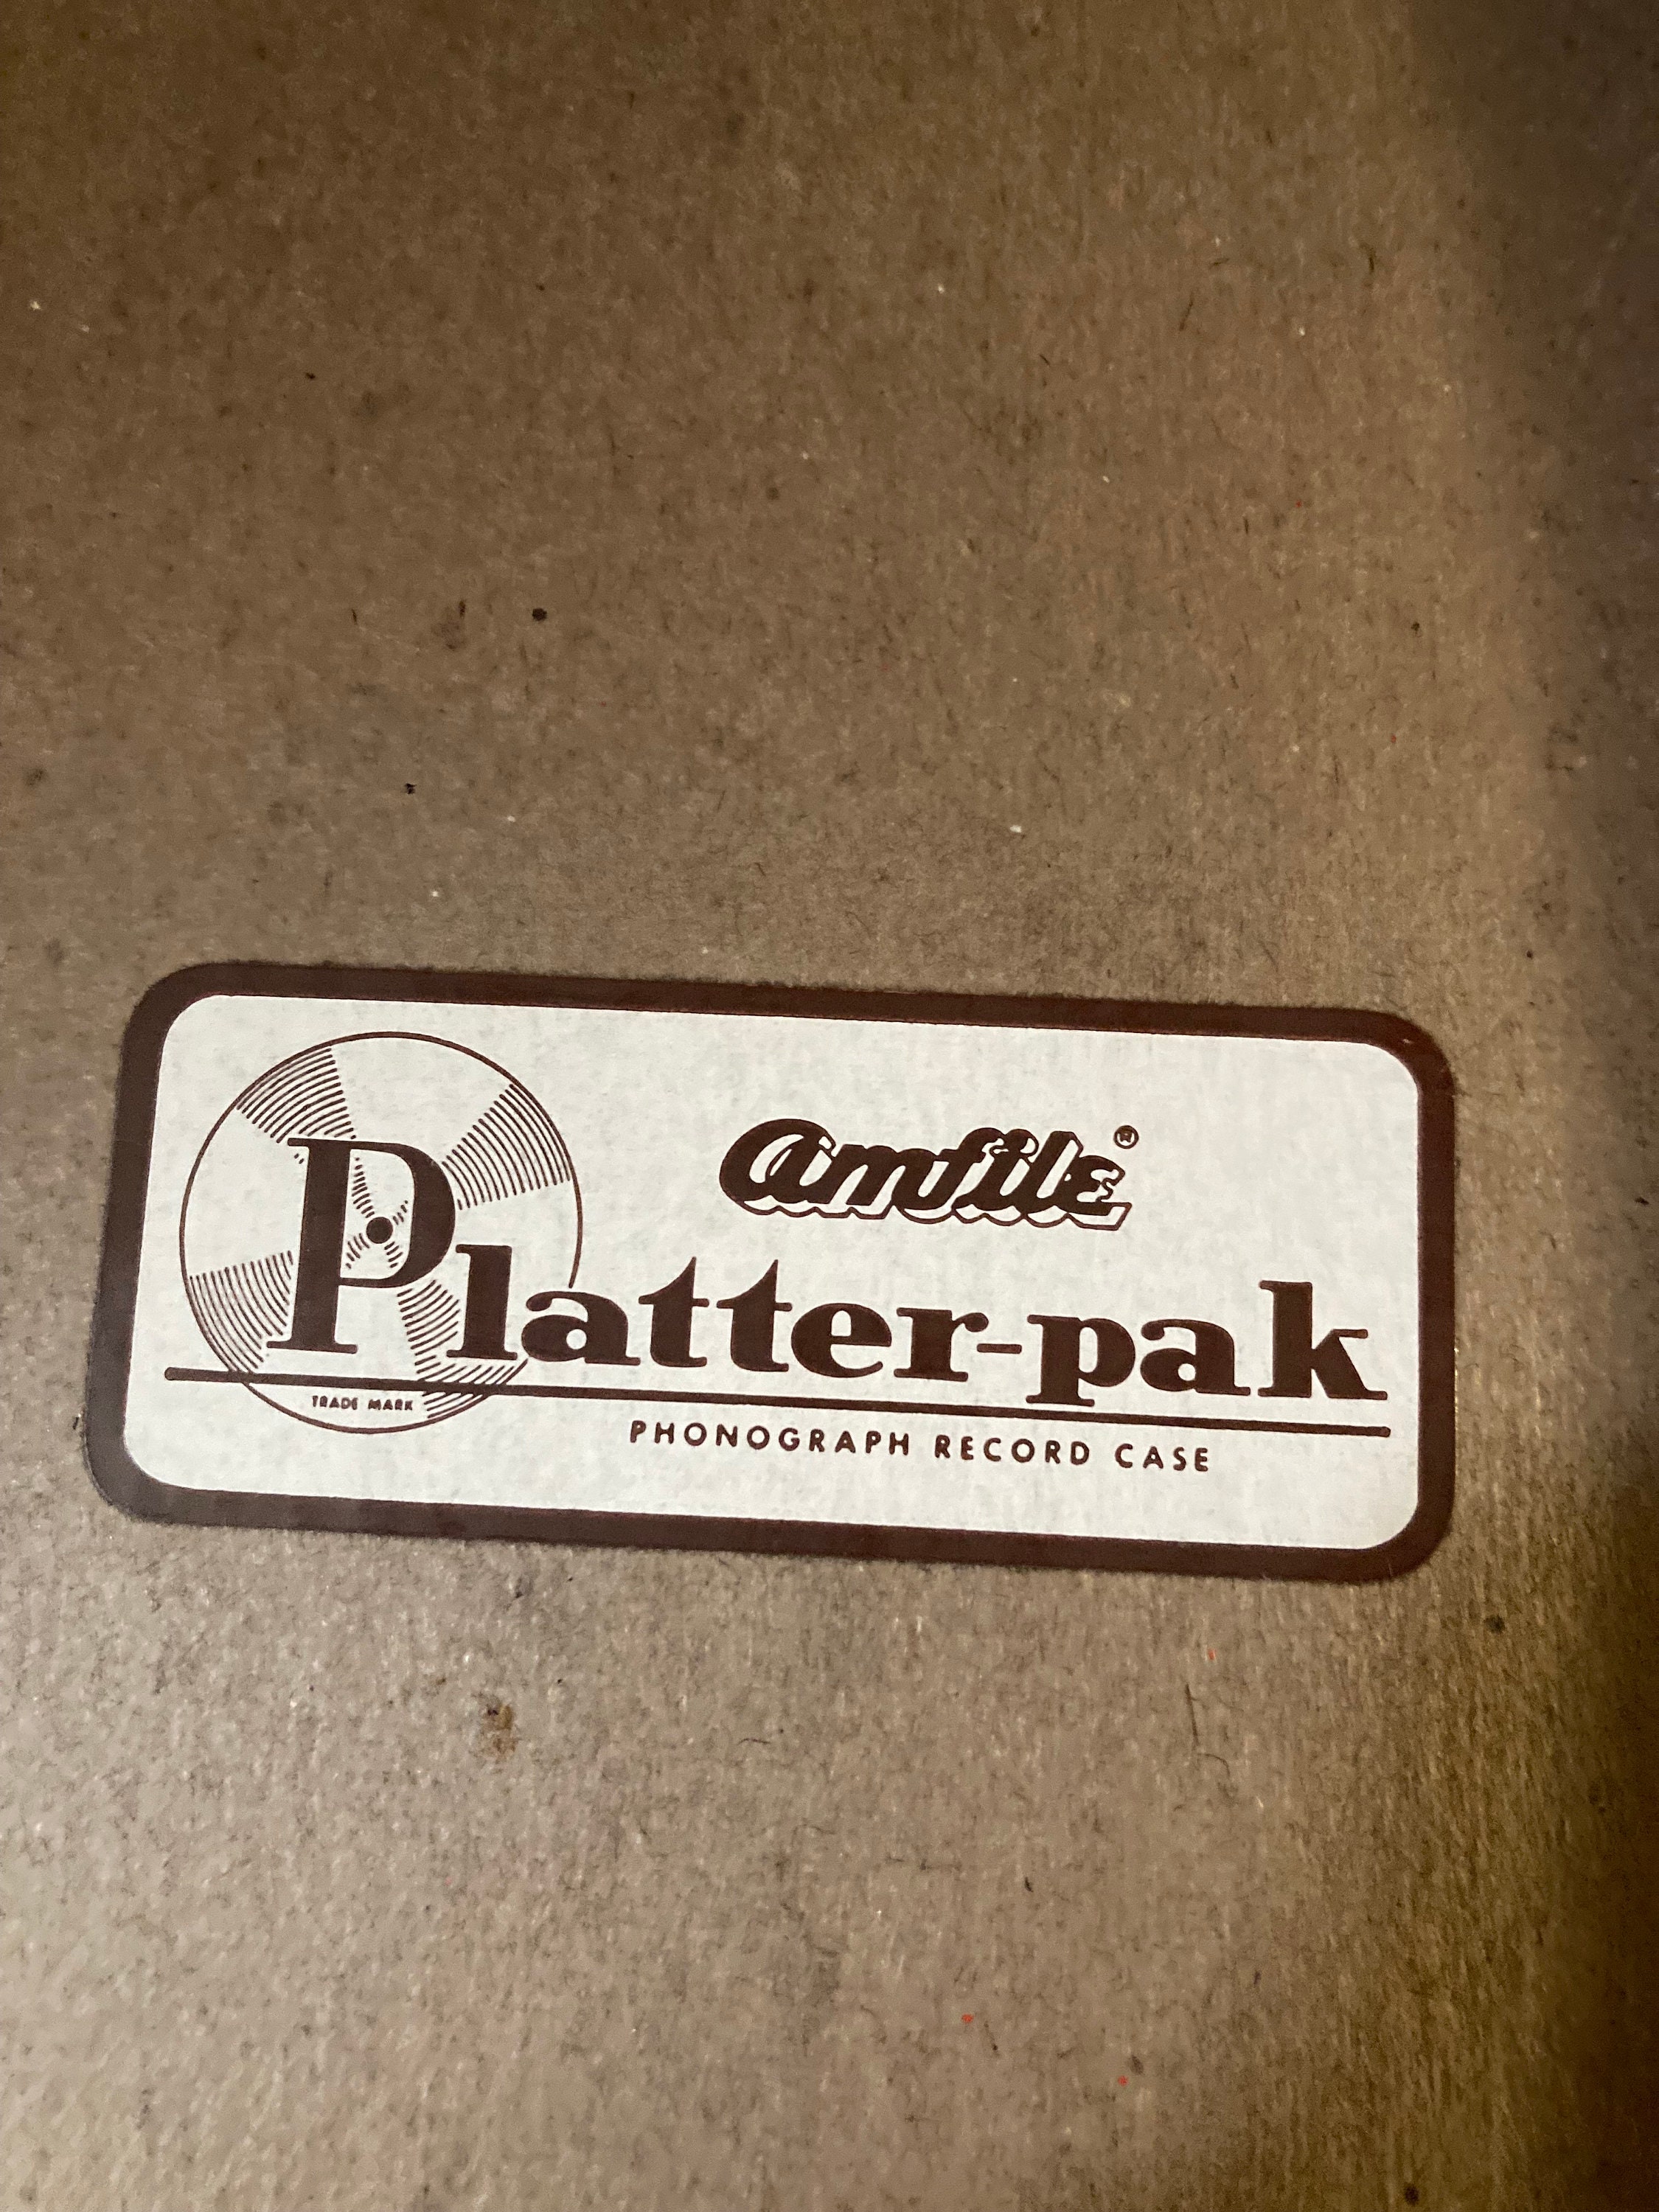 amfile®
Platter-pak
TRADE MARK
PHONOGRAPH RECORD CASE